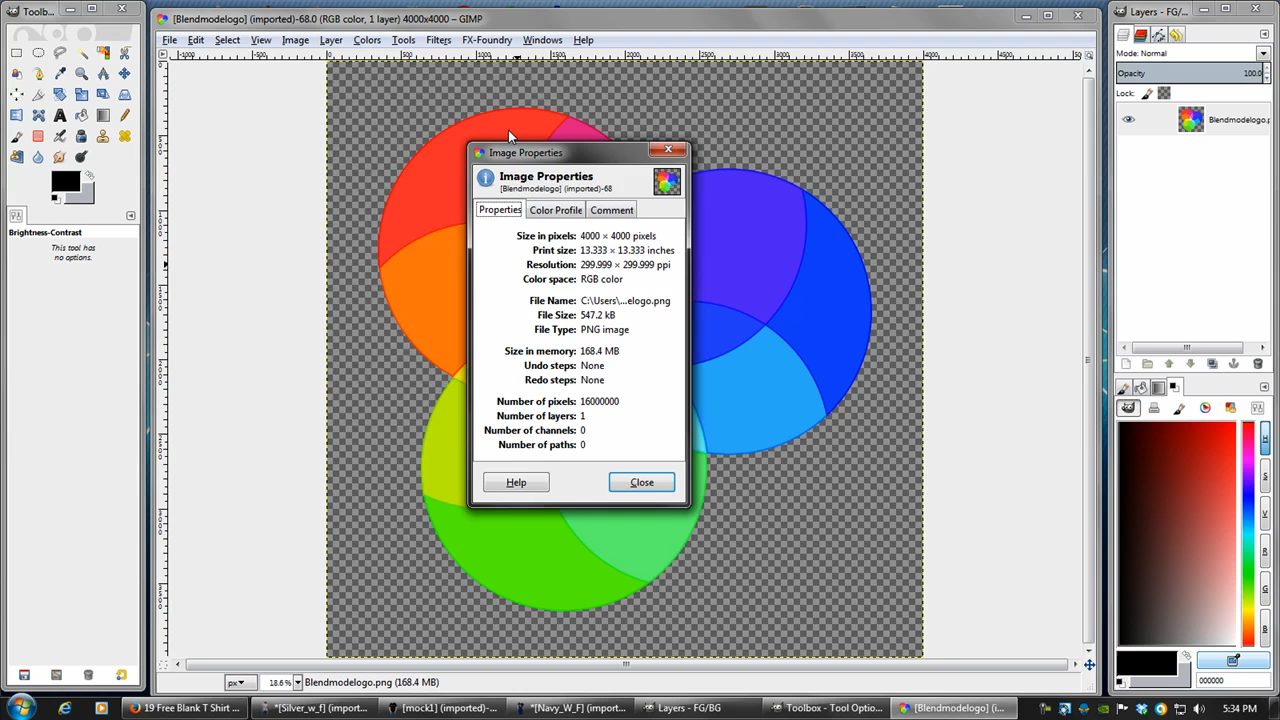 Toolb...
[Blendmodelogo] (imported)-68.0 (RGB color, 1 layer) 4000x4000 – GIMP
Layers - FG/...
File Edit Select View Image Layer Colors Tools Filters FX-Foundry Windows Help
Mode: Normal
Opacity 100.0
Lock:
Blendmodelogo.p
Brightness-Contrast
This tool has
no options.
Image Properties
Image Properties
[Blendmodelogo] (imported)-68
Properties Color Profile Comment
Size in pixels: 4000 × 4000 pixels
Print size: 13.333 × 13.333 inches
Resolution: 299.999 × 299.999 ppi
Color space: RGB color
File Name: C:\Users\...elogo.png
File Size: 547.2 kB
File Type: PNG image
Size in memory: 168.4 MB
Undo steps: None
Redo steps: None
Number of pixels: 16000000
Number of layers: 1
Number of channels: 0
Number of paths: 0
Help Close
px 18.6% Blendmodelogo.png (168.4 MB)
000000
19 Free Blank T Shirt ... *[Silver_w_f] (impor... [mock1] (imported)-... *[Navy_W_F] (impor... Layers - FG/BG Toolbox - Tool Optio... [Blendmodelogo] (i... 5:34 PM